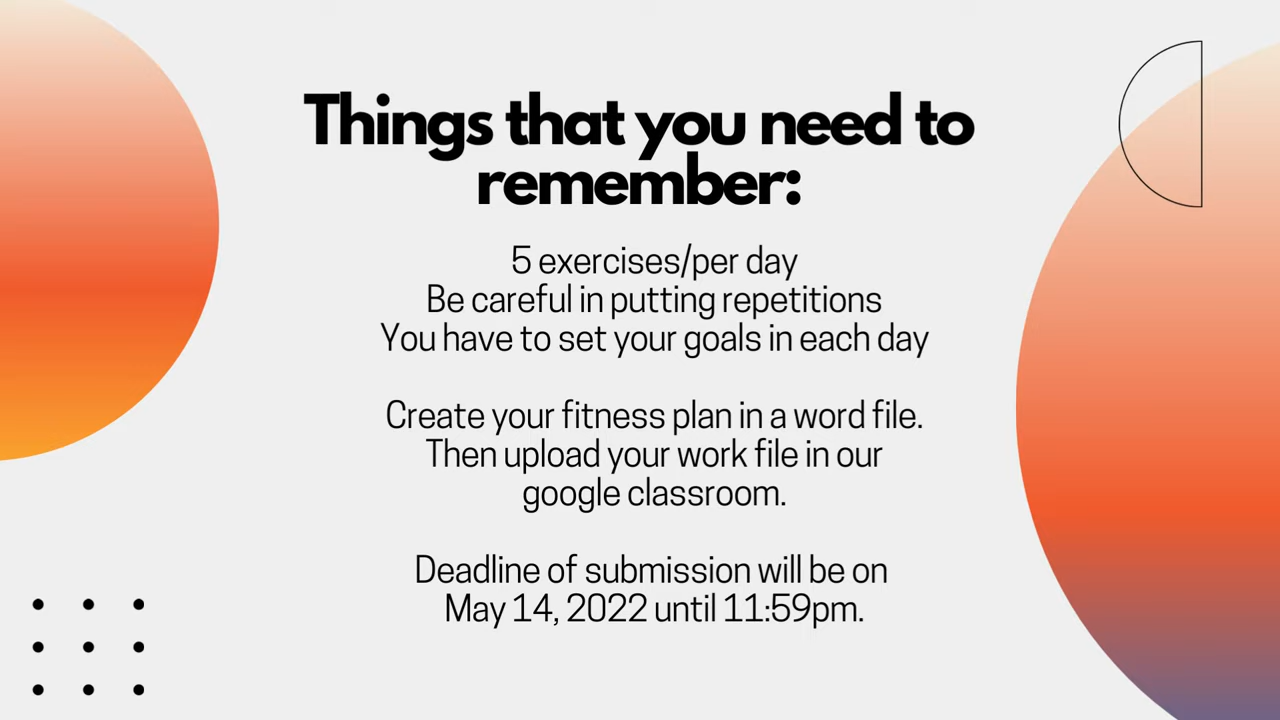 Things that you need to
remember:
5 exercises/per day
Be careful in putting repetitions
You have to set your goals in each day
Create your fitness plan in a word file.
Then upload your work file in our
google classroom.
Deadline of submission will be on
May 14, 2022 until 11:59pm.